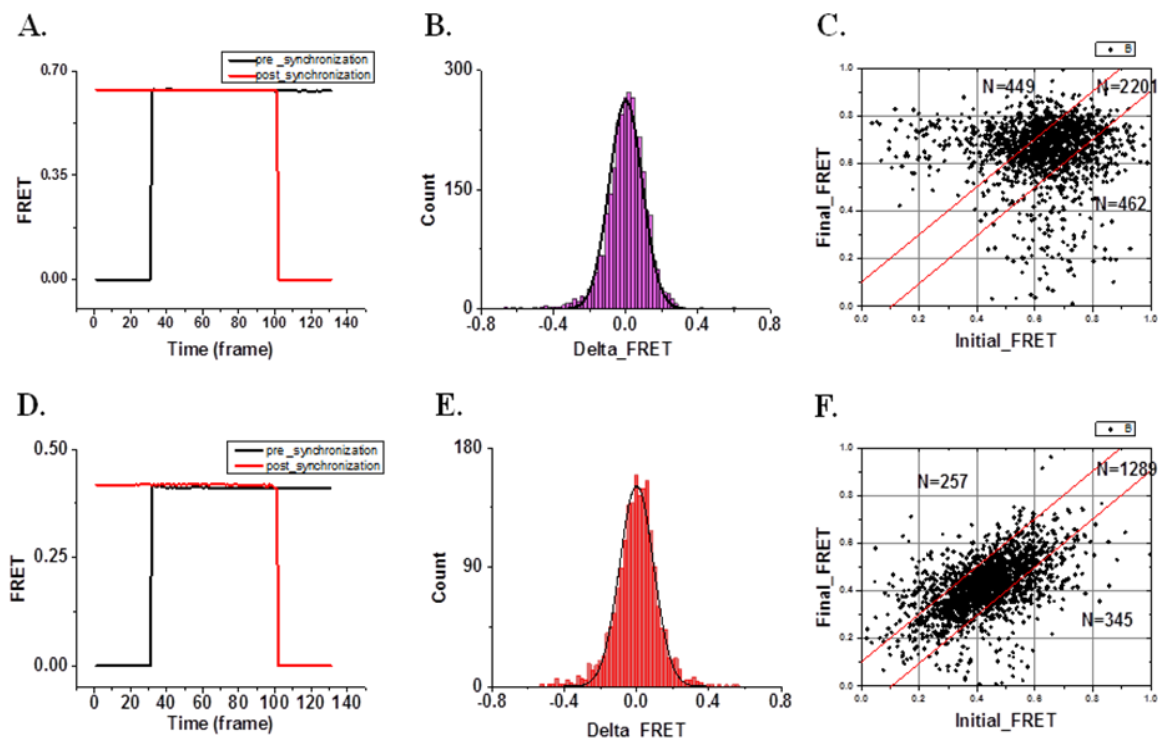 A.
pre _synchronization
post_synchronization
0.70
0.35
0.00
FRET
0 20 40 60 80 100 120 140
Time (frame)
B.
300
150
0
Count
-0.8 -0.4 0.0 0.4 0.8
Delta_FRET
C.
B
N=449
N=2201
N=462
1.0
0.8
0.6
0.4
0.2
0.0
Final_FRET
0.0 0.2 0.4 0.6 0.8 1.0
Initial_FRET
D.
pre _synchronization
post_synchronization
0.50
0.25
0.00
FRET
0 20 40 60 80 100 120 140
Time (frame)
E.
180
90
0
Count
-0.8 -0.4 0.0 0.4 0.8
Delta_FRET
F.
B
N=257
N=1289
N=345
1.0
0.8
0.6
0.4
0.2
0.0
Final_FRET
0.0 0.2 0.4 0.6 0.8 1.0
Initial_FRET